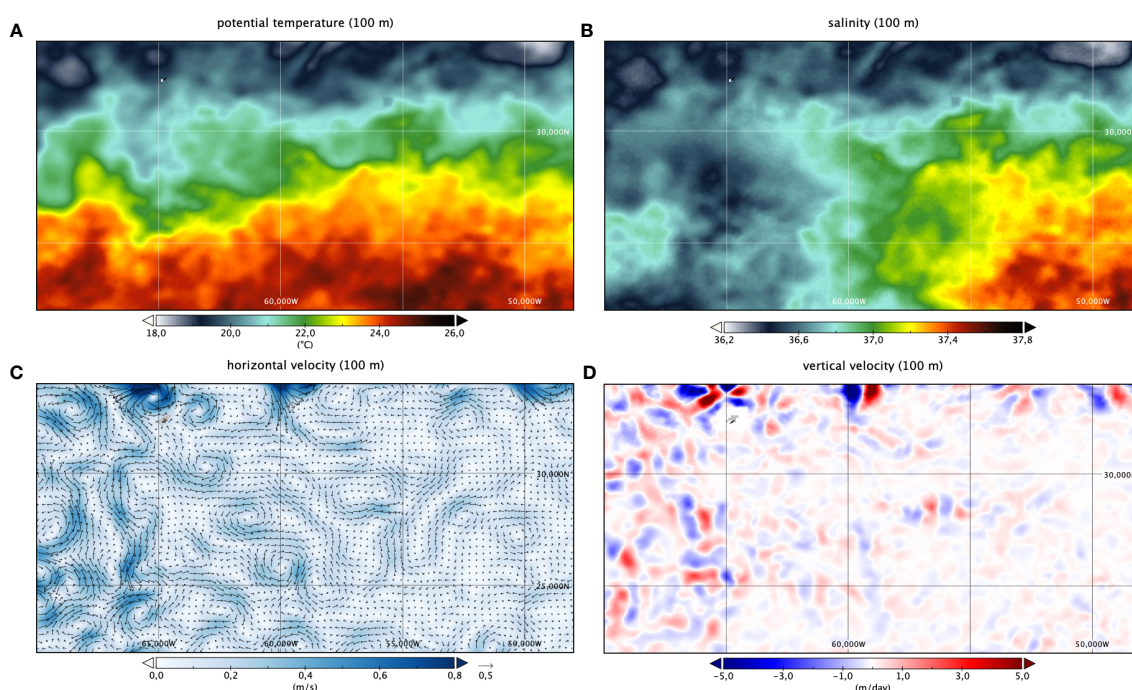 A
potential temperature (100 m)
30,000N
60,000W
50,000W
18,0 20,0 22,0 24,0 26,0
(°C)
B
salinity (100 m)
30,000N
60,000W
50,000W
36,2 36,6 37,0 37,4 37,8
C
horizontal velocity (100 m)
30,000N
25,000N
65,000W
60,000W
55,000W
50,000W
0,0 0,2 0,4 0,6 0,8 0,5
(m/s)
D
vertical velocity (100 m)
30,000N
60,000W
50,000W
-5,0 -3,0 -1,0 1,0 3,0 5,0
(m/day)